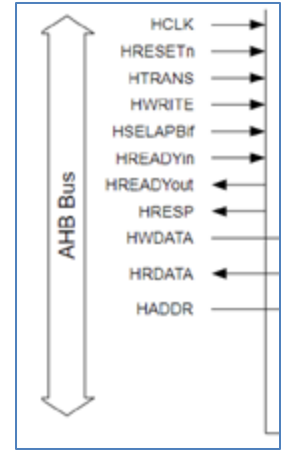 HCLK
HRESETn
HTRANS
HWRITE
HSELAPBif
HREADYin
HREADYout
HRESP
HWDATA
HRDATA
HADDR
AHB Bus